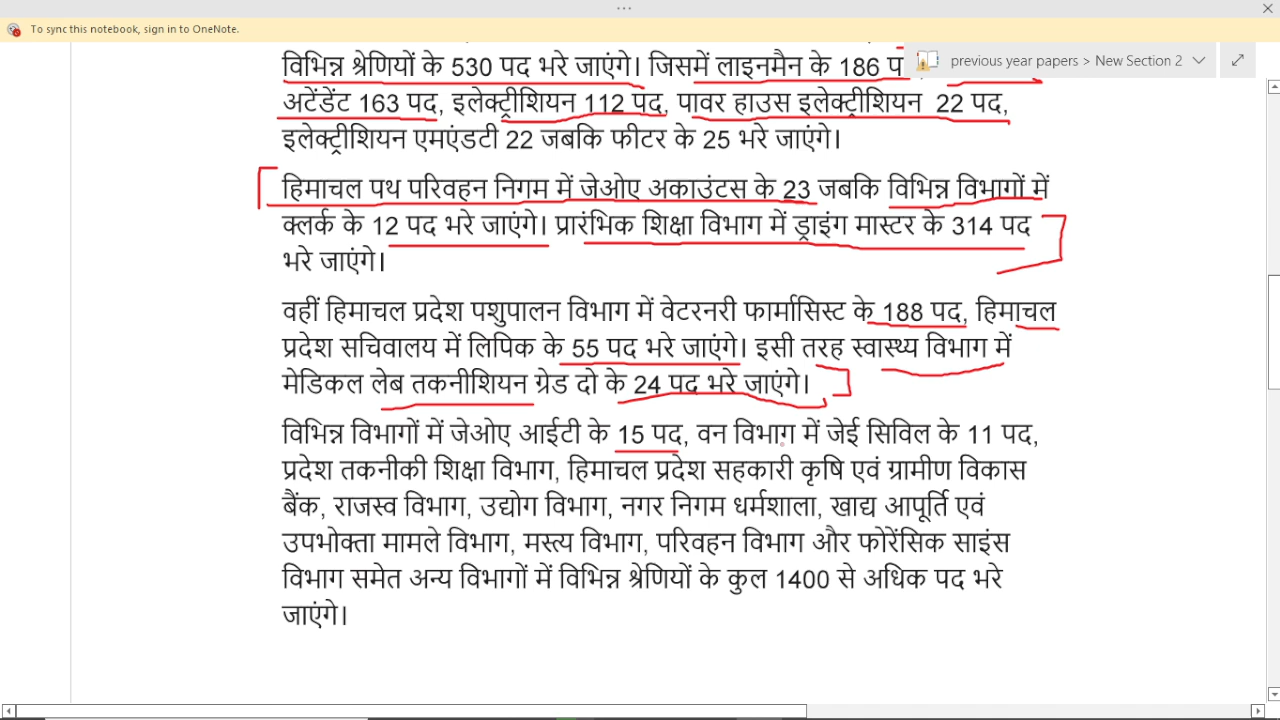 To sync this notebook, sign in to OneNote.
previous year papers > New Section 2
विभिन्न श्रेणियों के 530 पद भरे जाएंगे। जिसमें लाइनमैन के 186
अटेंडेंट 163 पद, इलेक्ट्रीशियन 112 पद, पावर हाउस इलेक्ट्रीशियन 22 पद,
इलेक्ट्रीशियन एमएंडटी 22 जबकि फीटर के 25 भरे जाएंगे।
हिमाचल पथ परिवहन निगम में जेओए अकाउंटस के 23 जबकि विभिन्न विभागों में
क्लर्क के 12 पद भरे जाएंगे। प्रारंभिक शिक्षा विभाग में ड्राइंग मास्टर के 314 पद
भरे जाएंगे।
वहीं हिमाचल प्रदेश पशुपालन विभाग में वेटरनरी फार्मासिस्ट के 188 पद, हिमाचल
प्रदेश सचिवालय में लिपिक के 55 पद भरे जाएंगे। इसी तरह स्वास्थ्य विभाग में
मेडिकल लेब तकनीशियन ग्रेड दो के 24 पद भरे जाएंगे।
विभिन्न विभागों में जेओए आईटी के 15 पद, वन विभाग में जेई सिविल के 11 पद,
प्रदेश तकनीकी शिक्षा विभाग, हिमाचल प्रदेश सहकारी कृषि एवं ग्रामीण विकास
बैंक, राजस्व विभाग, उद्योग विभाग, नगर निगम धर्मशाला, खाद्य आपूर्ति एवं
उपभोक्ता मामले विभाग, मस्त्य विभाग, परिवहन विभाग और फोरेंसिक साइंस
विभाग समेत अन्य विभागों में विभिन्न श्रेणियों के कुल 1400 से अधिक पद भरे
जाएंगे।